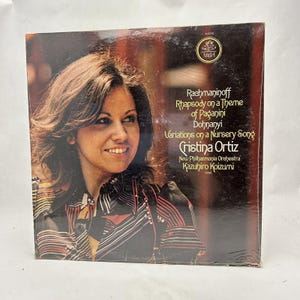 Rachmaninoff
Rhapsody on a Theme
of Paganini
Dohnanyi
Variations on a Nursery Song
Cristina Ortiz
New Philharmonia Orchestra
Kazuhiro Koizumi